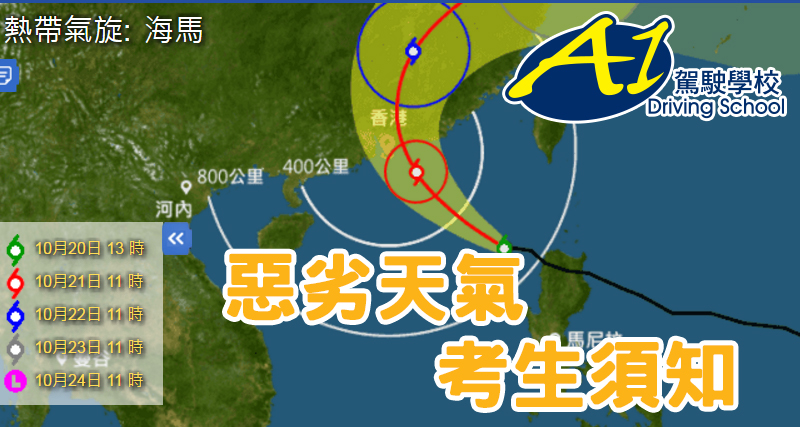 熱帶氣旋: 海馬
A1
駕駛學校
Driving School
香港
800公里
400公里
河內
10月20日 13 時
10月21日 11 時
10月22日 11 時
10月23日 11 時
10月24日 11 時
L
惡劣天氣
馬尼拉
考生須知